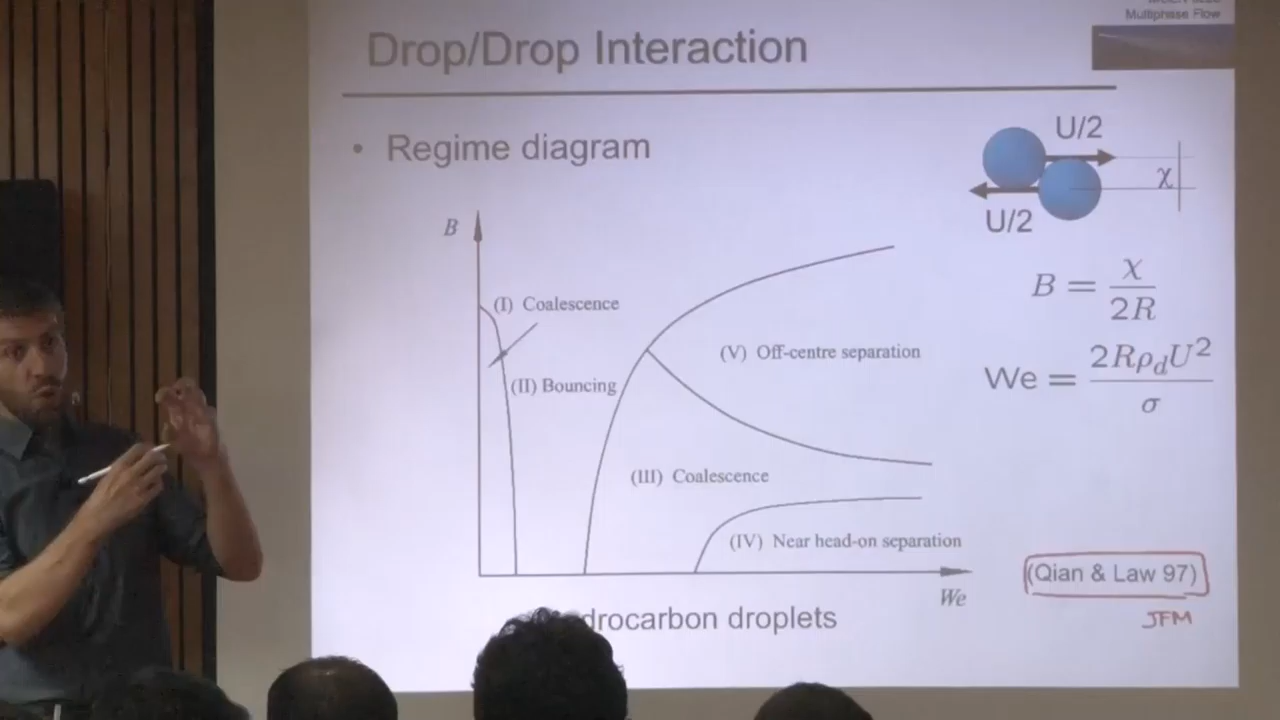 Multiphase Flow
Drop/Drop Interaction
• Regime diagram
U/2
χ
U/2
B
(I) Coalescence
(II) Bouncing
(V) Off-centre separation
(III) Coalescence
(IV) Near head-on separation
We
B = χ / 2R
We = 2Rρ_dU² / σ
(Qian & Law 97)
JFM
droplets